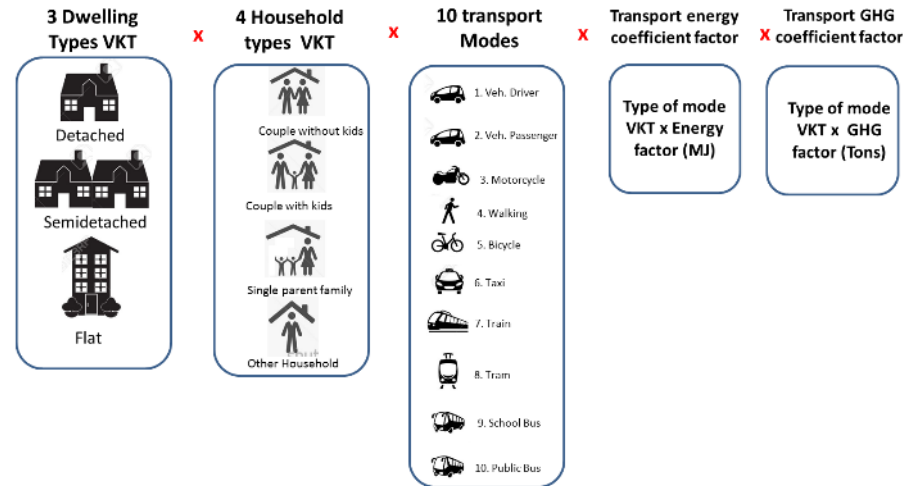 3 Dwelling
Types VKT
x
4 Household
types VKT
x
10 transport
Modes
x
Transport energy
coefficient factor
x
Transport GHG
coefficient factor
Detached
Semidetached
Flat
Couple without kids
Couple with kids
Single parent family
Other Household
1. Veh. Driver
2. Veh. Passenger
3. Motorcycle
4. Walking
5. Bicycle
6. Taxi
7. Train
8. Tram
9. School Bus
10. Public Bus
Type of mode
VKT x Energy
factor (MJ)
Type of mode
VKT x GHG
factor (Tons)